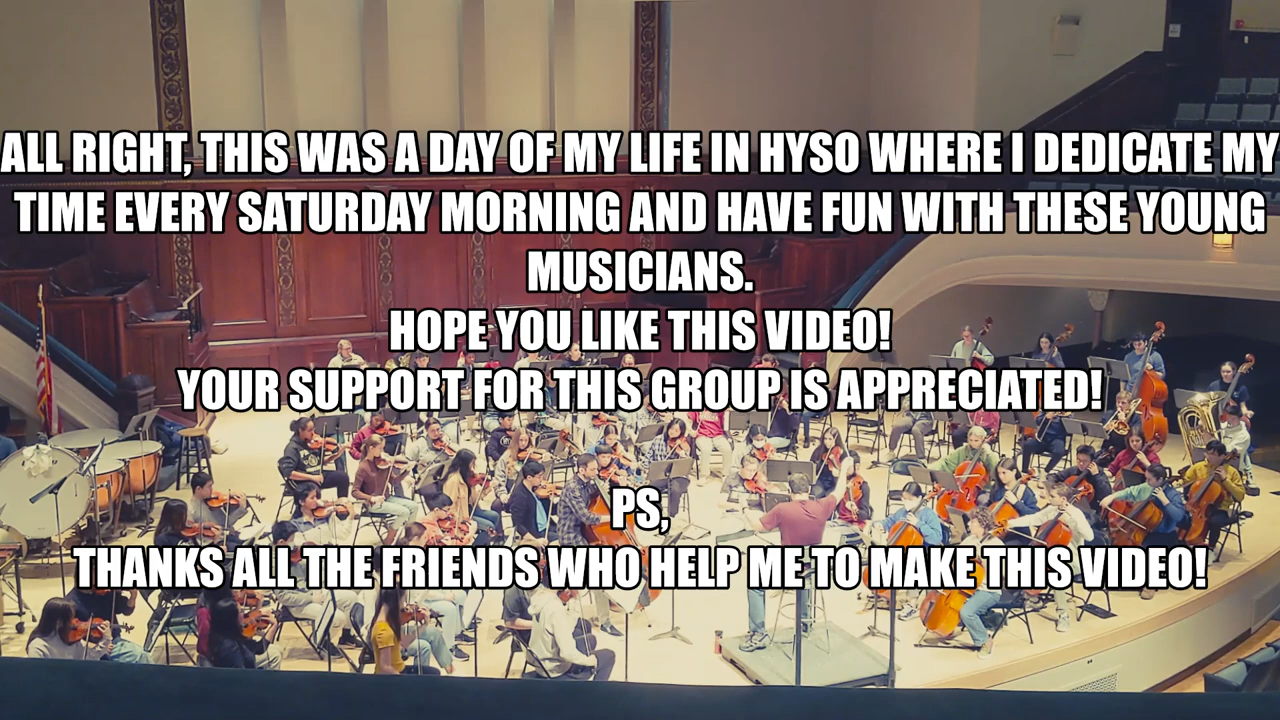 ALL RIGHT, THIS WAS A DAY OF MY LIFE IN HYSO WHERE I DEDICATE MY
TIME EVERY SATURDAY MORNING AND HAVE FUN WITH THESE YOUNG
MUSICIANS.
HOPE YOU LIKE THIS VIDEO!
YOUR SUPPORT FOR THIS GROUP IS APPRECIATED!
PS,
THANKS ALL THE FRIENDS WHO HELP ME TO MAKE THIS VIDEO!